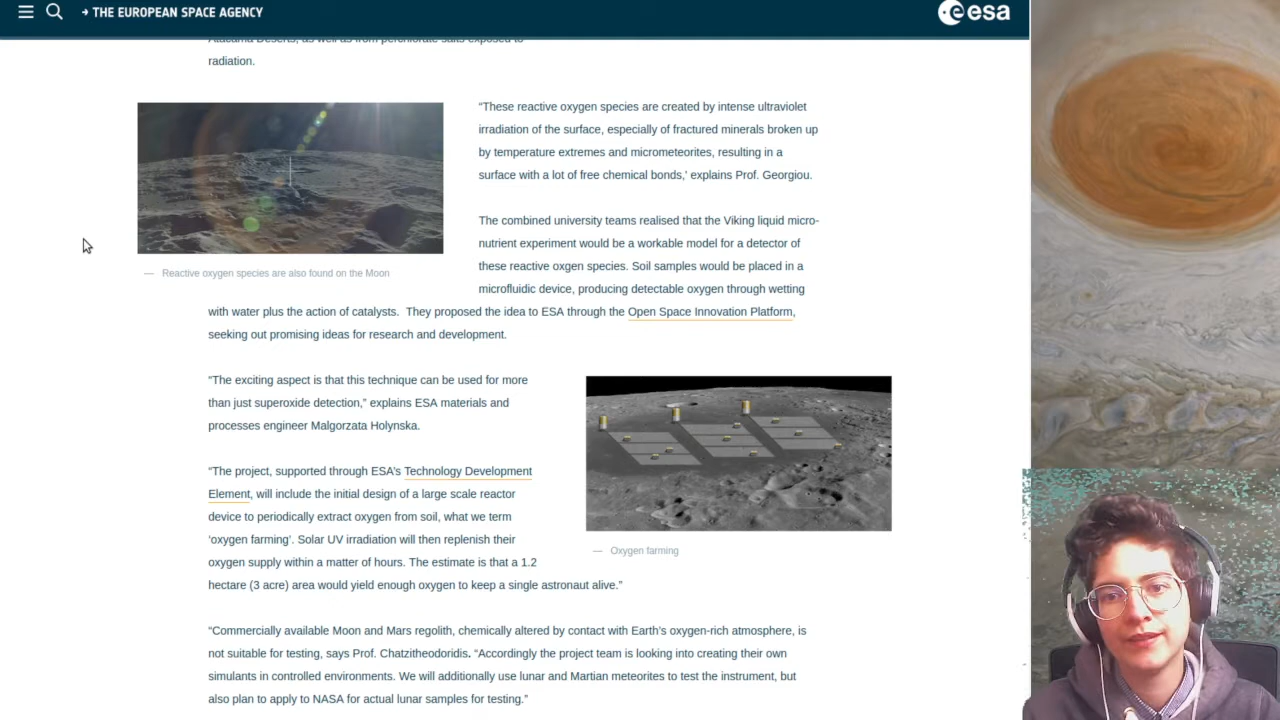 → THE EUROPEAN SPACE AGENCY
esa
Atacama Deserts, as well as from perchlorate salts exposed to
radiation.
“These reactive oxygen species are created by intense ultraviolet
irradiation of the surface, especially of fractured minerals broken up
by temperature extremes and micrometeorites, resulting in a
surface with a lot of free chemical bonds,’ explains Prof. Georgiou.
— Reactive oxygen species are also found on the Moon
The combined university teams realised that the Viking liquid micro-
nutrient experiment would be a workable model for a detector of
these reactive oxgen species. Soil samples would be placed in a
microfluidic device, producing detectable oxygen through wetting
with water plus the action of catalysts.  They proposed the idea to ESA through the Open Space Innovation Platform,
seeking out promising ideas for research and development.
“The exciting aspect is that this technique can be used for more
than just superoxide detection,” explains ESA materials and
processes engineer Malgorzata Holynska.
“The project, supported through ESA’s Technology Development
Element, will include the initial design of a large scale reactor
device to periodically extract oxygen from soil, what we term
‘oxygen farming’. Solar UV irradiation will then replenish their
oxygen supply within a matter of hours. The estimate is that a 1.2
hectare (3 acre) area would yield enough oxygen to keep a single astronaut alive.”
— Oxygen farming
“Commercially available Moon and Mars regolith, chemically altered by contact with Earth’s oxygen-rich atmosphere, is
not suitable for testing, says Prof. Chatzitheodoridis. “Accordingly the project team is looking into creating their own
simulants in controlled environments. We will additionally use lunar and Martian meteorites to test the instrument, but
also plan to apply to NASA for actual lunar samples for testing.”